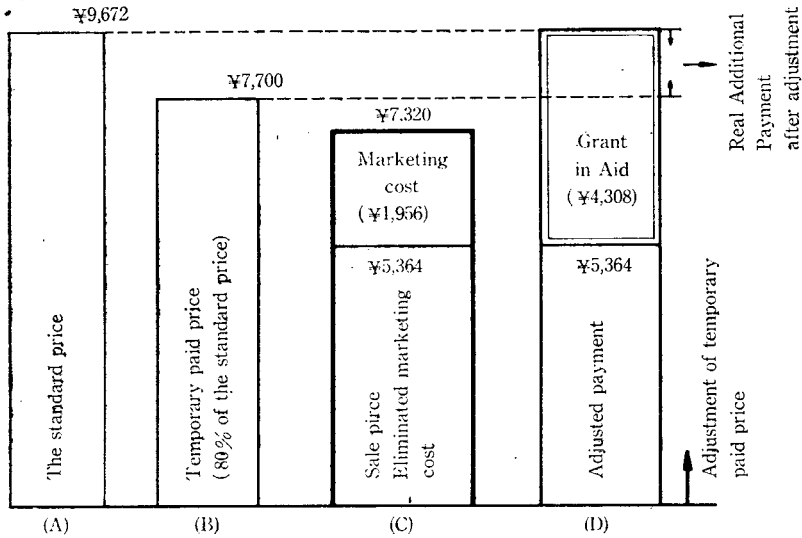 ¥9,672
¥7,700
¥7.320
Marketing
cost
(¥1,956)
Grant
in Aid
(¥4,308)
Real Additional
Payment
after adjustment
¥5,364
¥5,364
The standard price
Temporary paid price
(80% of the standard price)
Sale pirce
Eliminated marketing
cost
Adjusted payment
Adjustment of temporary
paid price
(A)
(B)
(C)
(D)